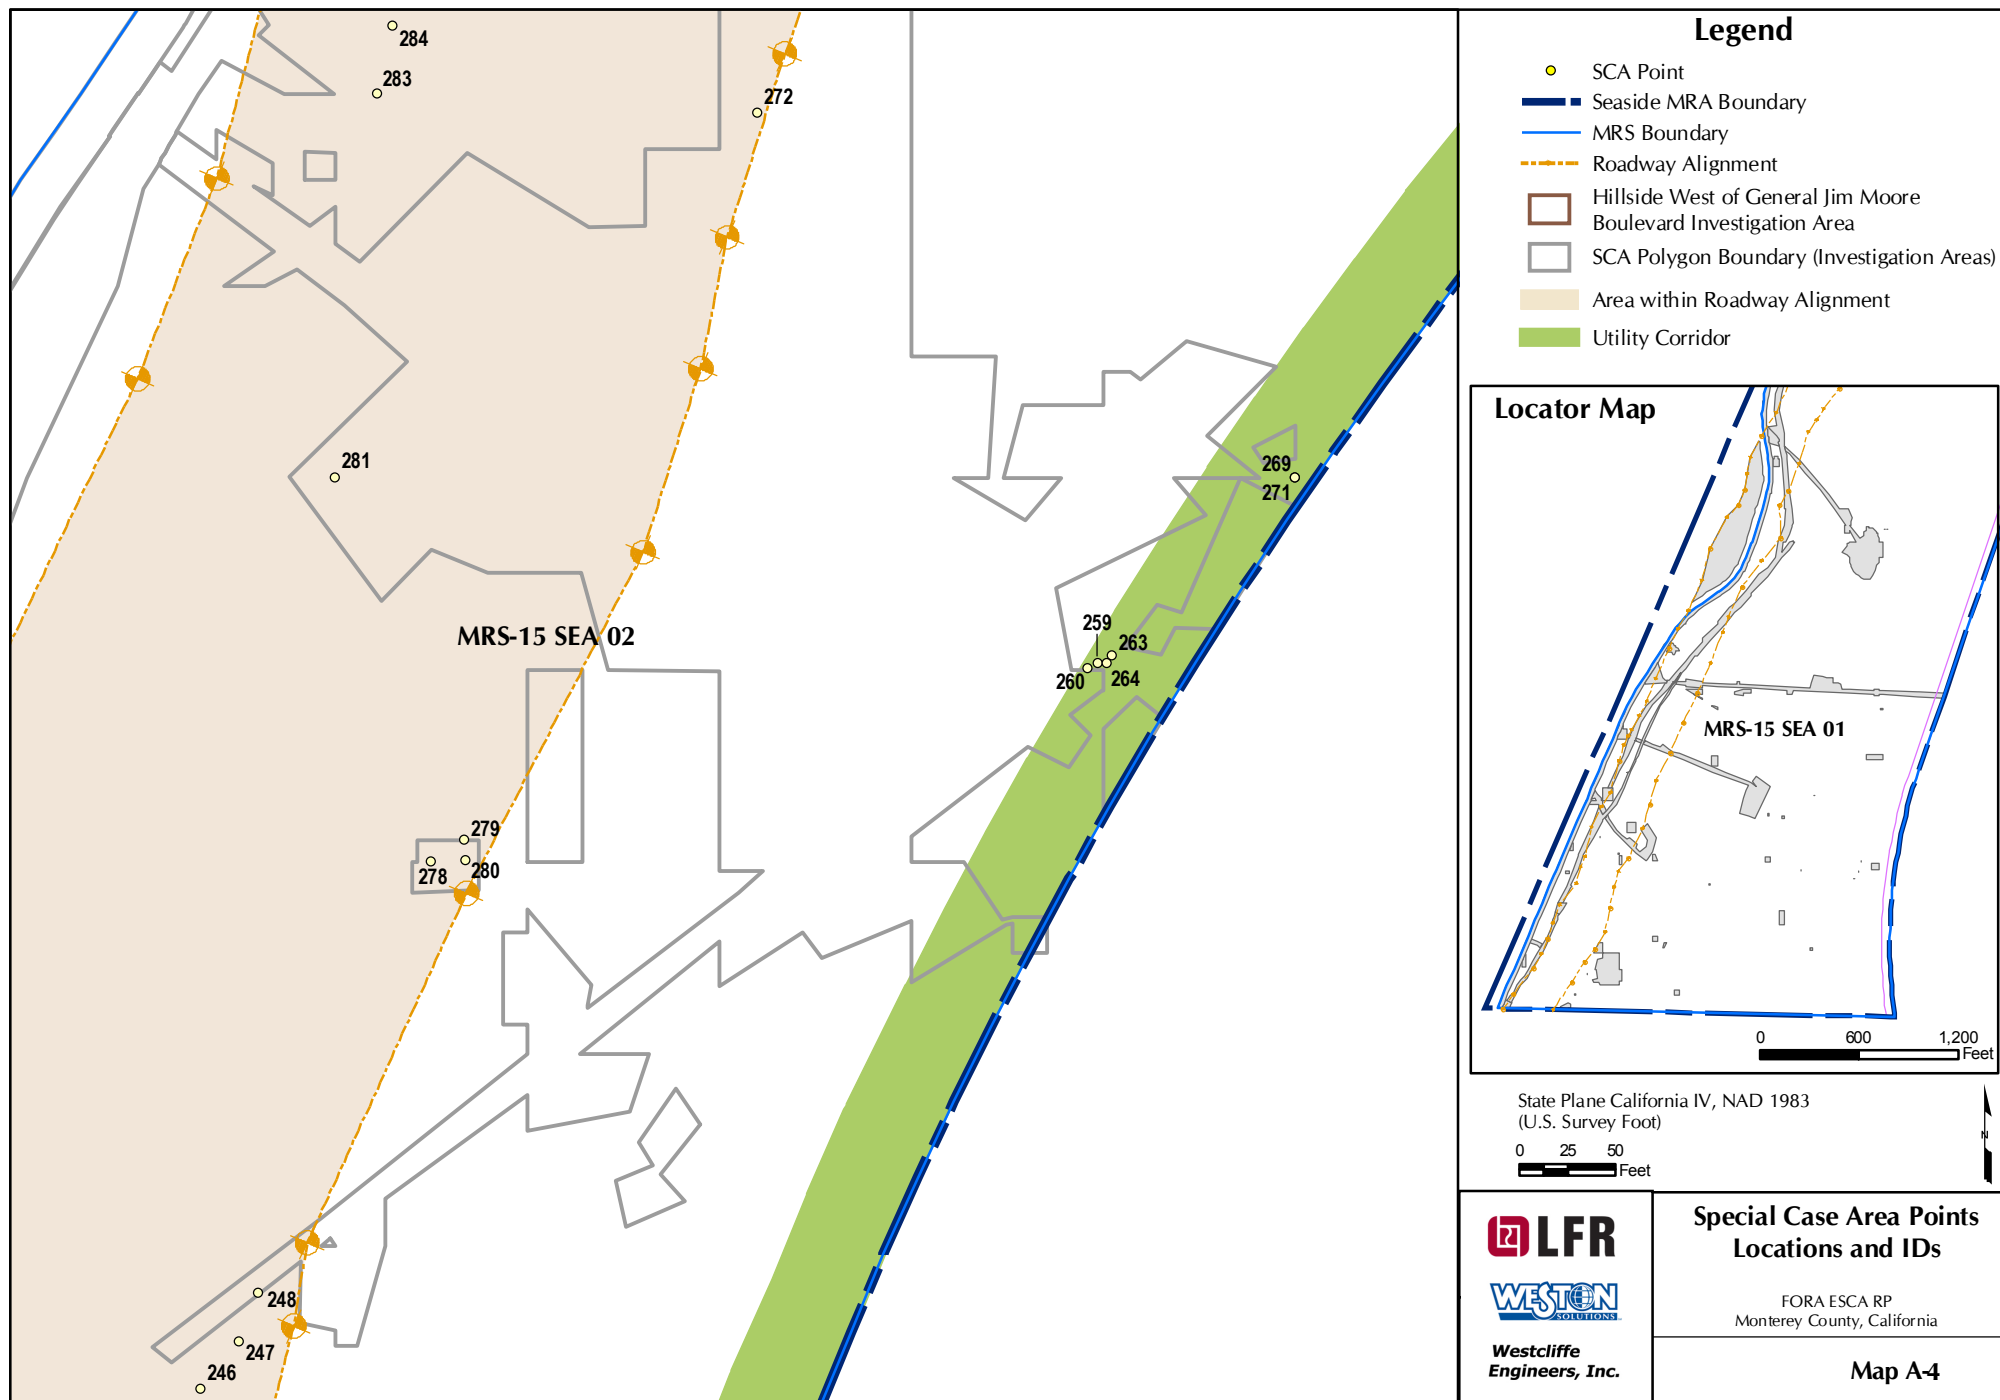 284
283
272
281
269
271
MRS-15 SEA 02
259
263
260
264
279
278
280
248
247
246
Legend
SCA Point
Seaside MRA Boundary
MRS Boundary
Roadway Alignment
Hillside West of General Jim Moore
Boulevard Investigation Area
SCA Polygon Boundary (Investigation Areas)
Area within Roadway Alignment
Utility Corridor
Locator Map
MRS-15 SEA 01
0 600 1,200
Feet
State Plane California IV, NAD 1983
(U.S. Survey Foot)
0 25 50
Feet
N
LFR
WESTON
SOLUTIONS
Westcliffe
Engineers, Inc.
Special Case Area Points
Locations and IDs
FORA ESCA RP
Monterey County, California
Map A-4